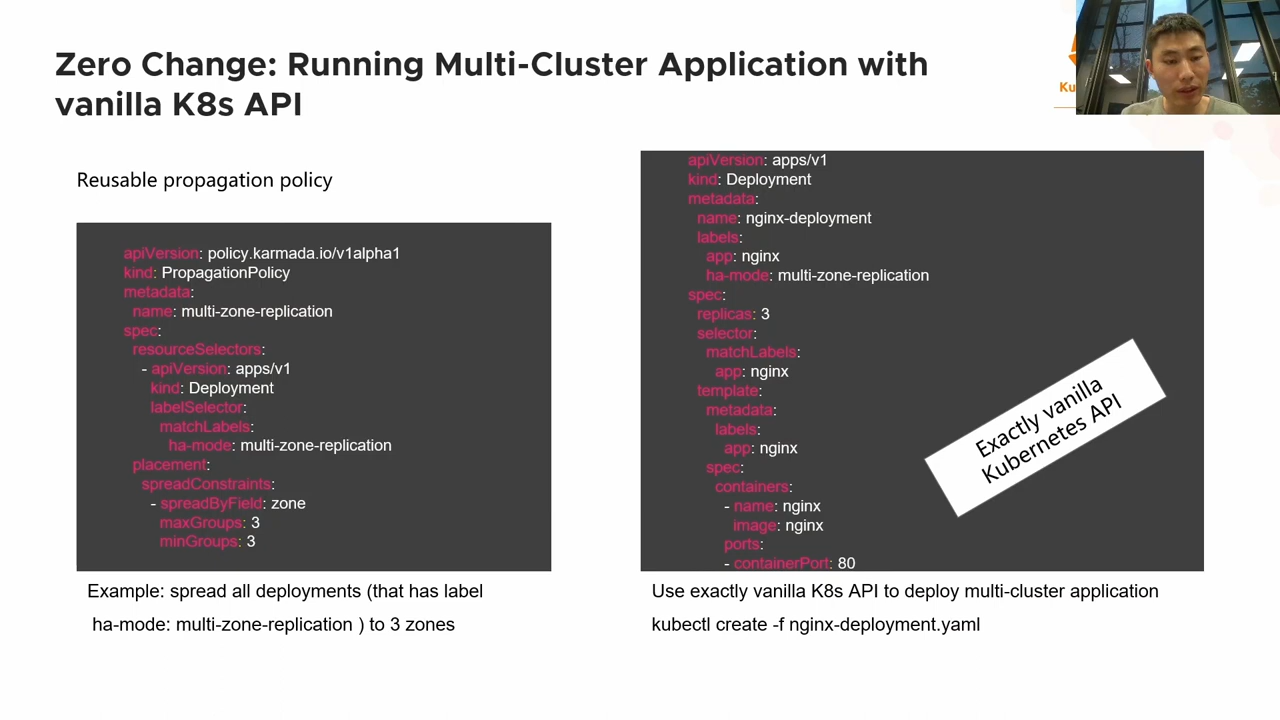 Zero Change: Running Multi-Cluster Application with
vanilla K8s API
Ku
Reusable propagation policy
apiVersion: policy.karmada.io/v1alpha1
kind: PropagationPolicy
metadata:
name: multi-zone-replication
spec:
resourceSelectors:
- apiVersion: apps/v1
kind: Deployment
labelSelector:
matchLabels:
ha-mode: multi-zone-replication
placement:
spreadConstraints:
- spreadByField: zone
maxGroups: 3
minGroups: 3
Example: spread all deployments (that has label
ha-mode: multi-zone-replication ) to 3 zones
apiVersion: apps/v1
kind: Deployment
metadata:
name: nginx-deployment
labels:
app: nginx
ha-mode: multi-zone-replication
spec:
replicas: 3
selector:
matchLabels:
app: nginx
template:
metadata:
labels:
app: nginx
spec:
containers:
- name: nginx
image: nginx
ports:
- containerPort: 80
Exactly vanilla
Kubernetes API
Use exactly vanilla K8s API to deploy multi-cluster application
kubectl create -f nginx-deployment.yaml